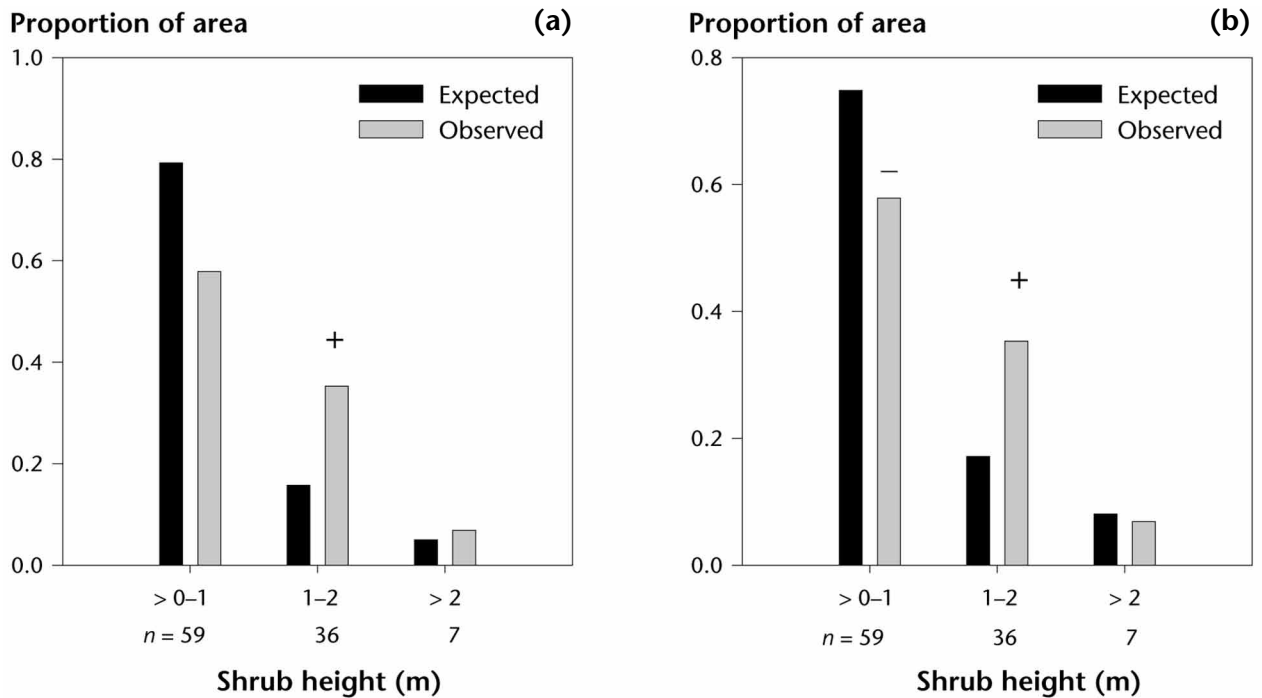 Proportion of area (a)
1.0
0.8
0.6
0.4
0.2
0.0
Expected
Observed
+
> 0–1 1–2 > 2
n = 59 36 7
Shrub height (m)
Proportion of area (b)
0.8
0.6
0.4
0.2
0.0
Expected
Observed
–
+
> 0–1 1–2 > 2
n = 59 36 7
Shrub height (m)